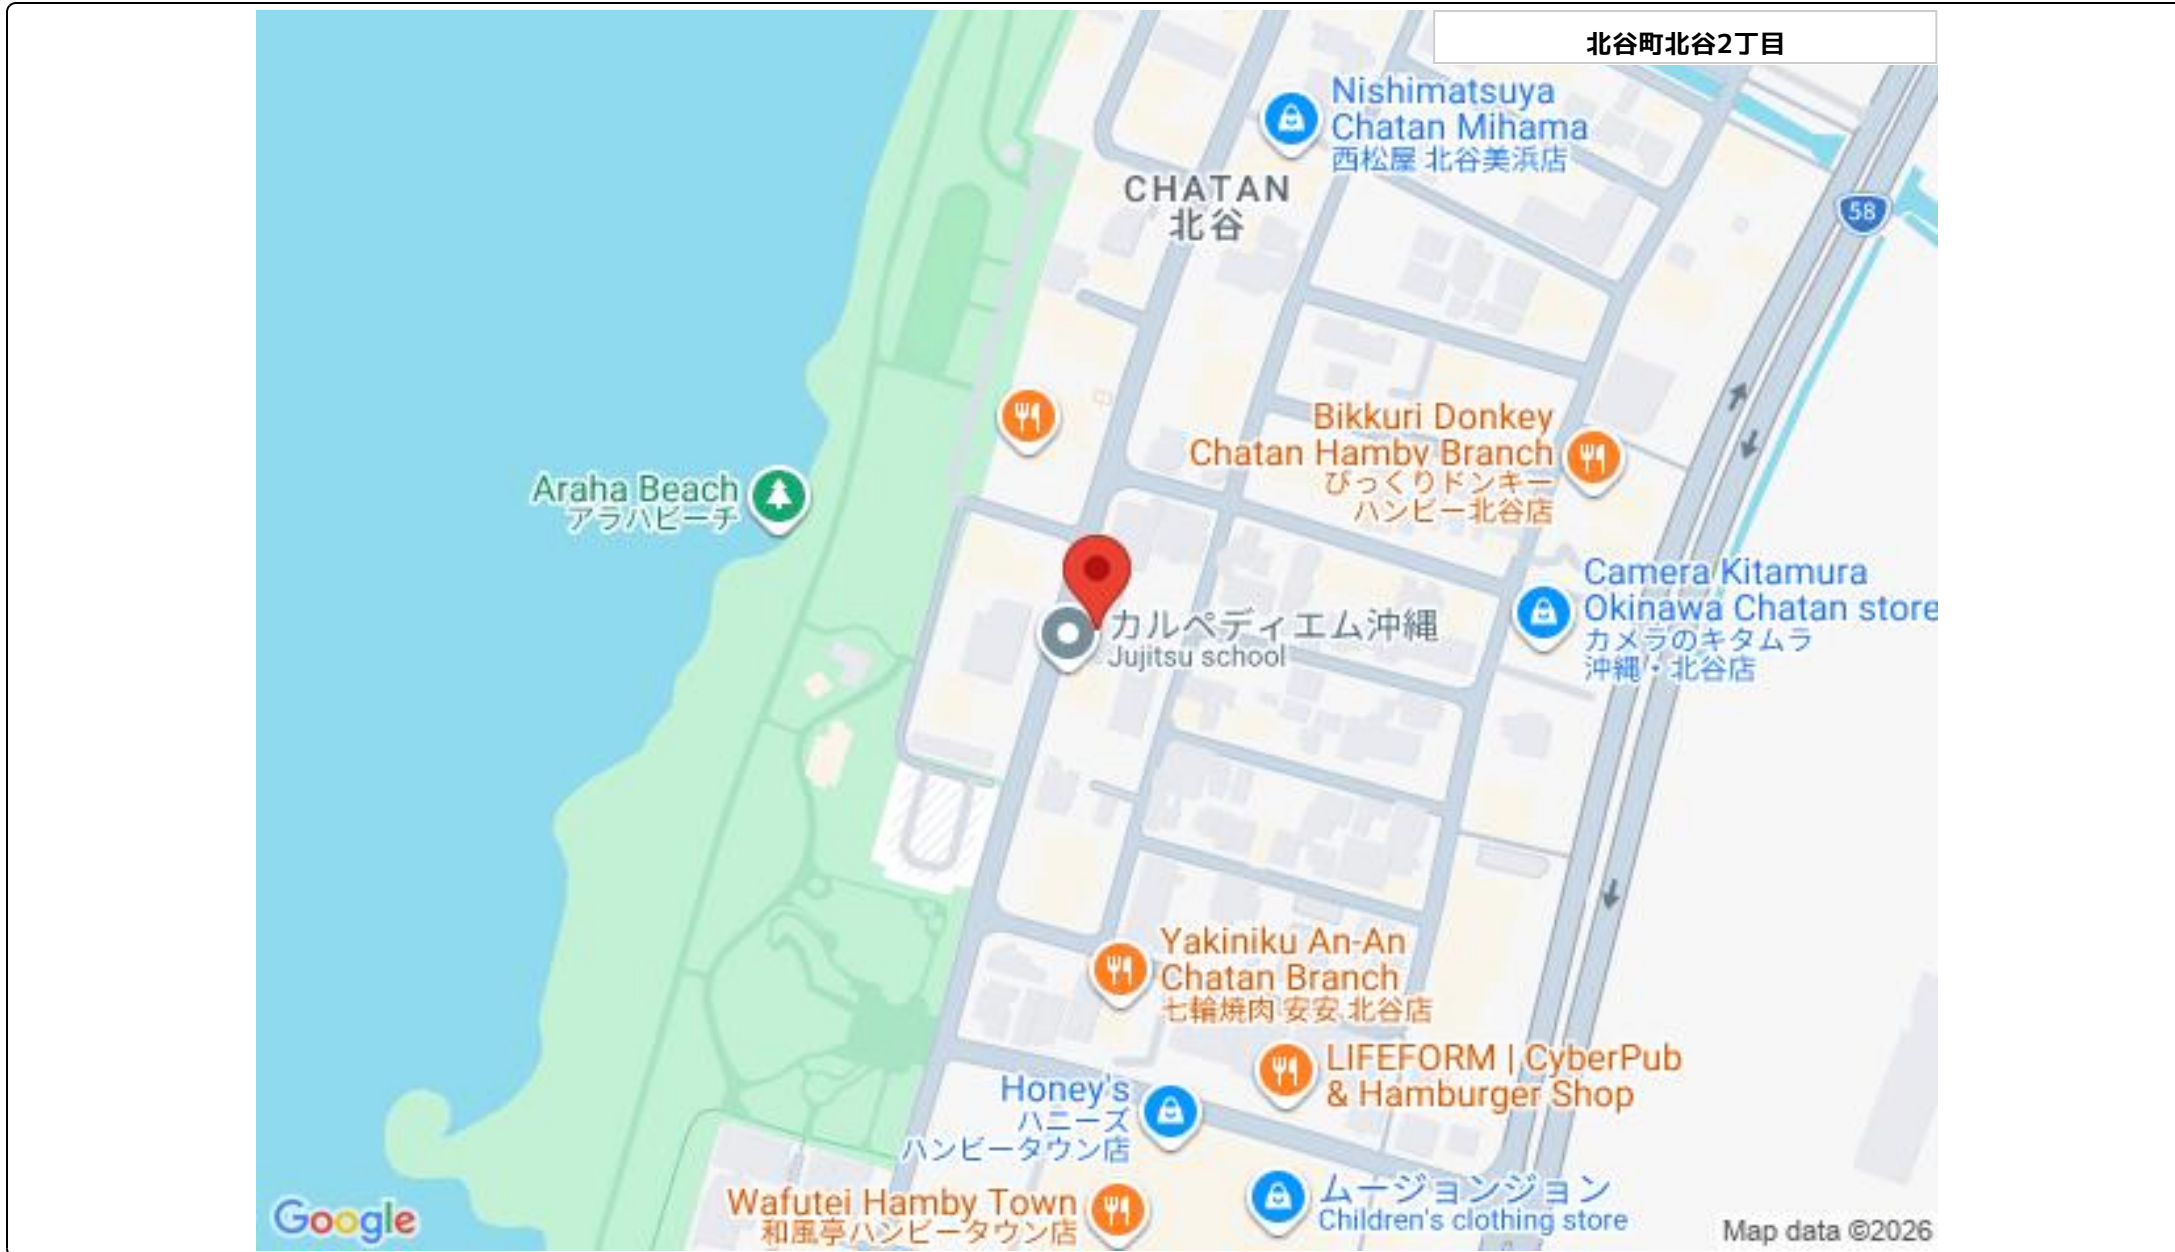 北谷町北谷2丁目
Nishimatsuya
Chatan Mihama
西松屋 北谷美浜店
CHATAN
北谷
58
Bikkuri Donkey
Chatan Hamby Branch
びっくりドンキー
ハンビー北谷店
Araha Beach
アラハビーチ
Camera Kitamura
Okinawa Chatan store
カメラのキタムラ
沖縄・北谷店
カルペディエム沖縄
Jujitsu school
Yakiniku An-An
Chatan Branch
七輪焼肉 安安 北谷店
LIFEFORM | CyberPub
& Hamburger Shop
Honey's
ハニーズ
ハンビータウン店
ムージョンジョン
Children's clothing store
Wafutei Hamby Town
和風亭ハンビータウン店
Google
Map data ©2026